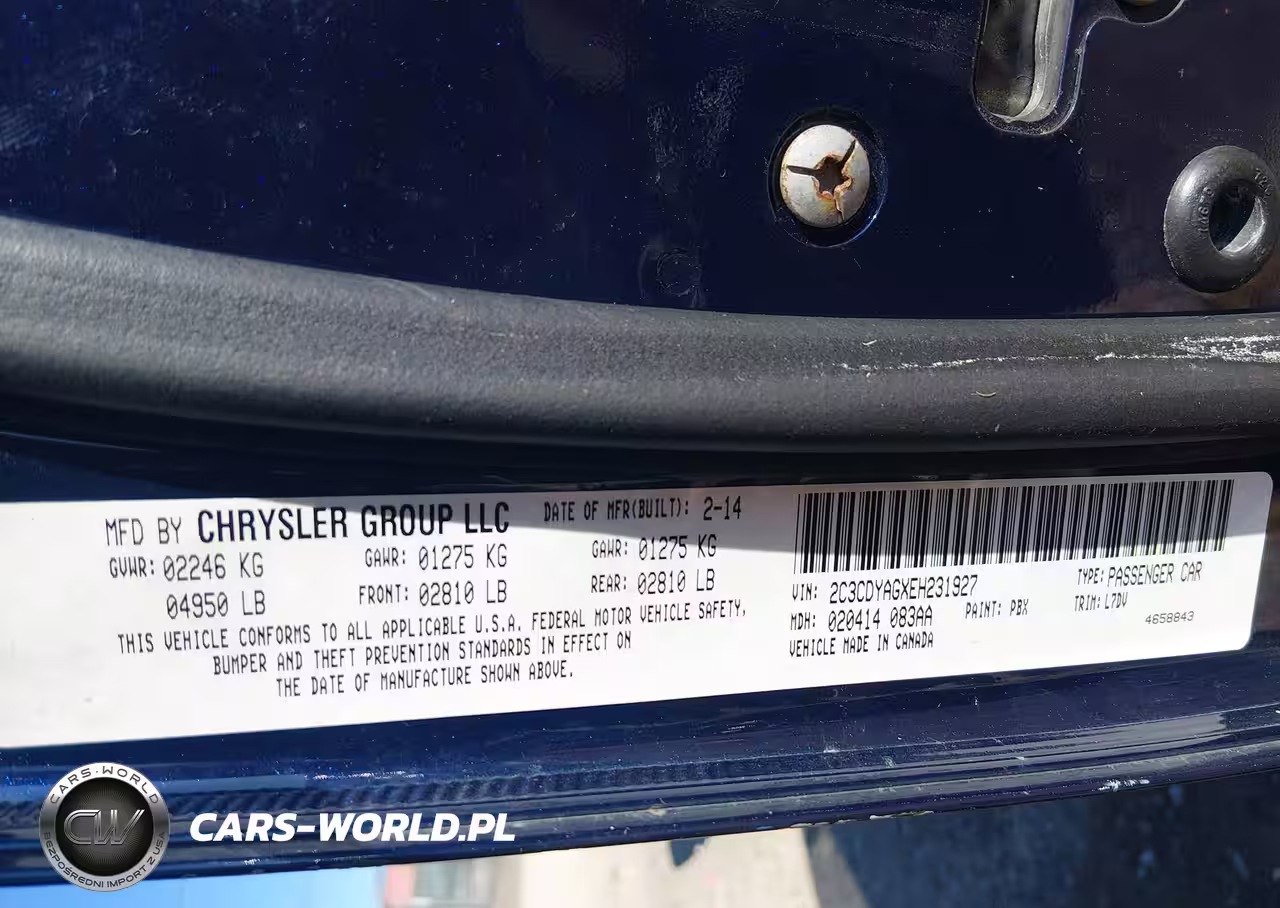 MFD BY CHRYSLER GROUP LLC
DATE OF MFR(BUILT): 2-14
GVWR: 02246 KG
04950 LB
GAWR: 01275 KG
FRONT: 02810 LB
GAWR: 01275 KG
REAR: 02810 LB
THIS VEHICLE CONFORMS TO ALL APPLICABLE U.S.A. FEDERAL MOTOR VEHICLE SAFETY,
BUMPER AND THEFT PREVENTION STANDARDS IN EFFECT ON
THE DATE OF MANUFACTURE SHOWN ABOVE.
VIN: 2C3CDYAGXEH231927
TYPE: PASSENGER CAR
MDH: 020414 083AA
PAINT: PBX
TRIM: L7DV
4658843
VEHICLE MADE IN CANADA
CARS-WORLD
CW
BEZPOŚREDNI IMPORT Z USA
CARS-WORLD.PL